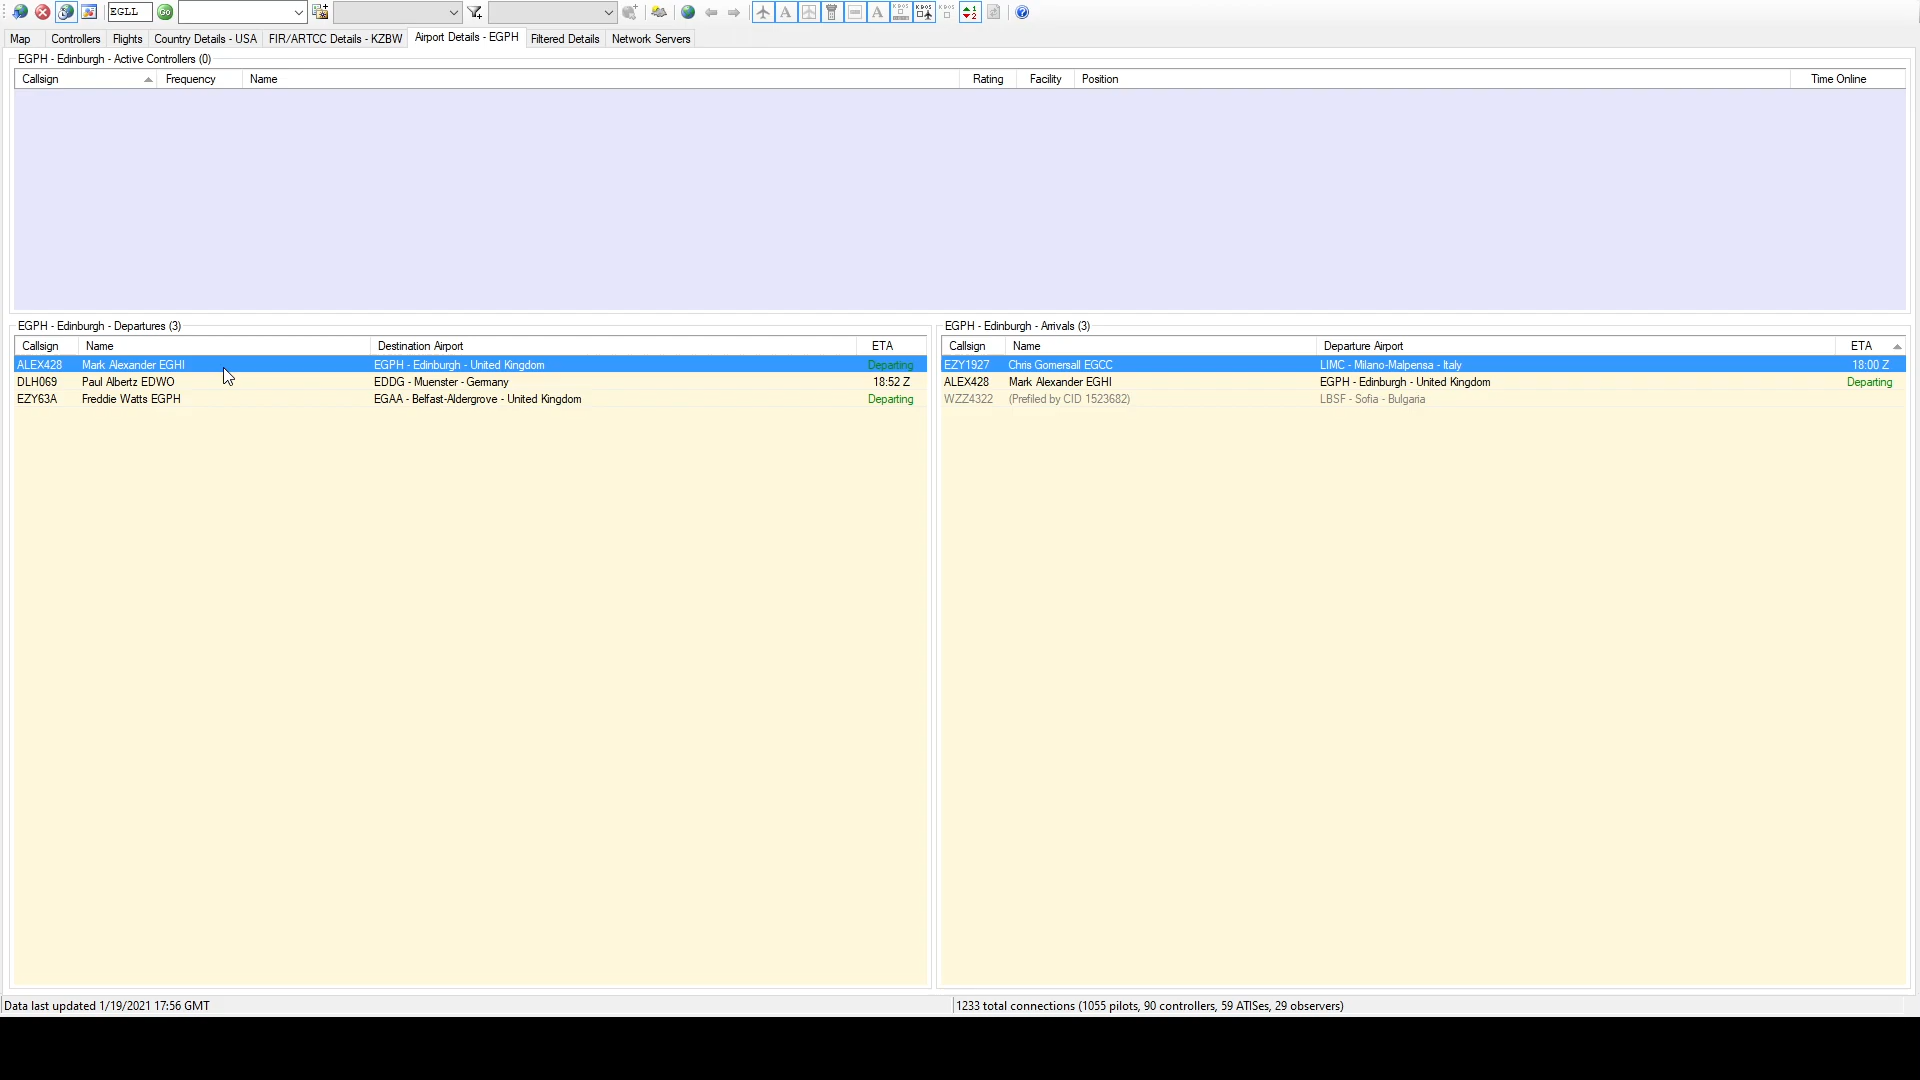 EGLL
Go
Map Controllers Flights Country Details - USA FIR/ARTCC Details - KZBW Airport Details - EGPH Filtered Details Network Servers
EGPH - Edinburgh - Active Controllers (0)
Callsign Frequency Name Rating Facility Position Time Online
EGPH - Edinburgh - Departures (3)
Callsign Name Destination Airport ETA
ALEX428 Mark Alexander EGHI EGPH - Edinburgh - United Kingdom Departing
DLH069 Paul Albertz EDWO EDDG - Muenster - Germany 18:52 Z
EZY63A Freddie Watts EGPH EGAA - Belfast-Aldergrove - United Kingdom Departing
EGPH - Edinburgh - Arrivals (3)
Callsign Name Departure Airport ETA
EZY1927 Chris Gomersall EGCC LIMC - Milano-Malpensa - Italy 18:00 Z
ALEX428 Mark Alexander EGHI EGPH - Edinburgh - United Kingdom Departing
WZZ4322 (Prefiled by CID 1523682) LBSF - Sofia - Bulgaria
Data last updated 1/19/2021 17:56 GMT
1233 total connections (1055 pilots, 90 controllers, 59 ATISes, 29 observers)